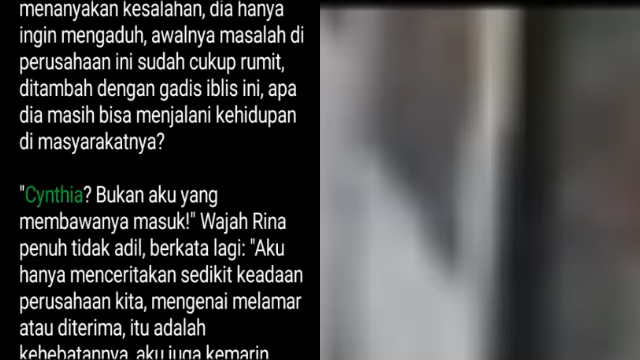 menanyakan kesalahan, dia hanya
ingin mengaduh, awalnya masalah di
perusahaan ini sudah cukup rumit,
ditambah dengan gadis iblis ini, apa
dia masih bisa menjalani kehidupan
di masyarakatnya?
"Cynthia? Bukan aku yang
membawanya masuk!" Wajah Rina
penuh tidak adil, berkata lagi: "Aku
hanya menceritakan sedikit keadaan
perusahaan kita, mengenai melamar
atau diterima, itu adalah
kehebatannya, aku juga kemarin